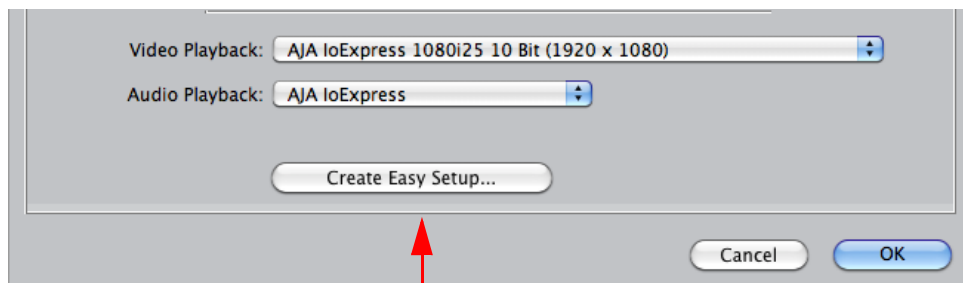 Video Playback: AJA IoExpress 1080i25 10 Bit (1920 x 1080)
Audio Playback: AJA IoExpress
Create Easy Setup...
Cancel OK